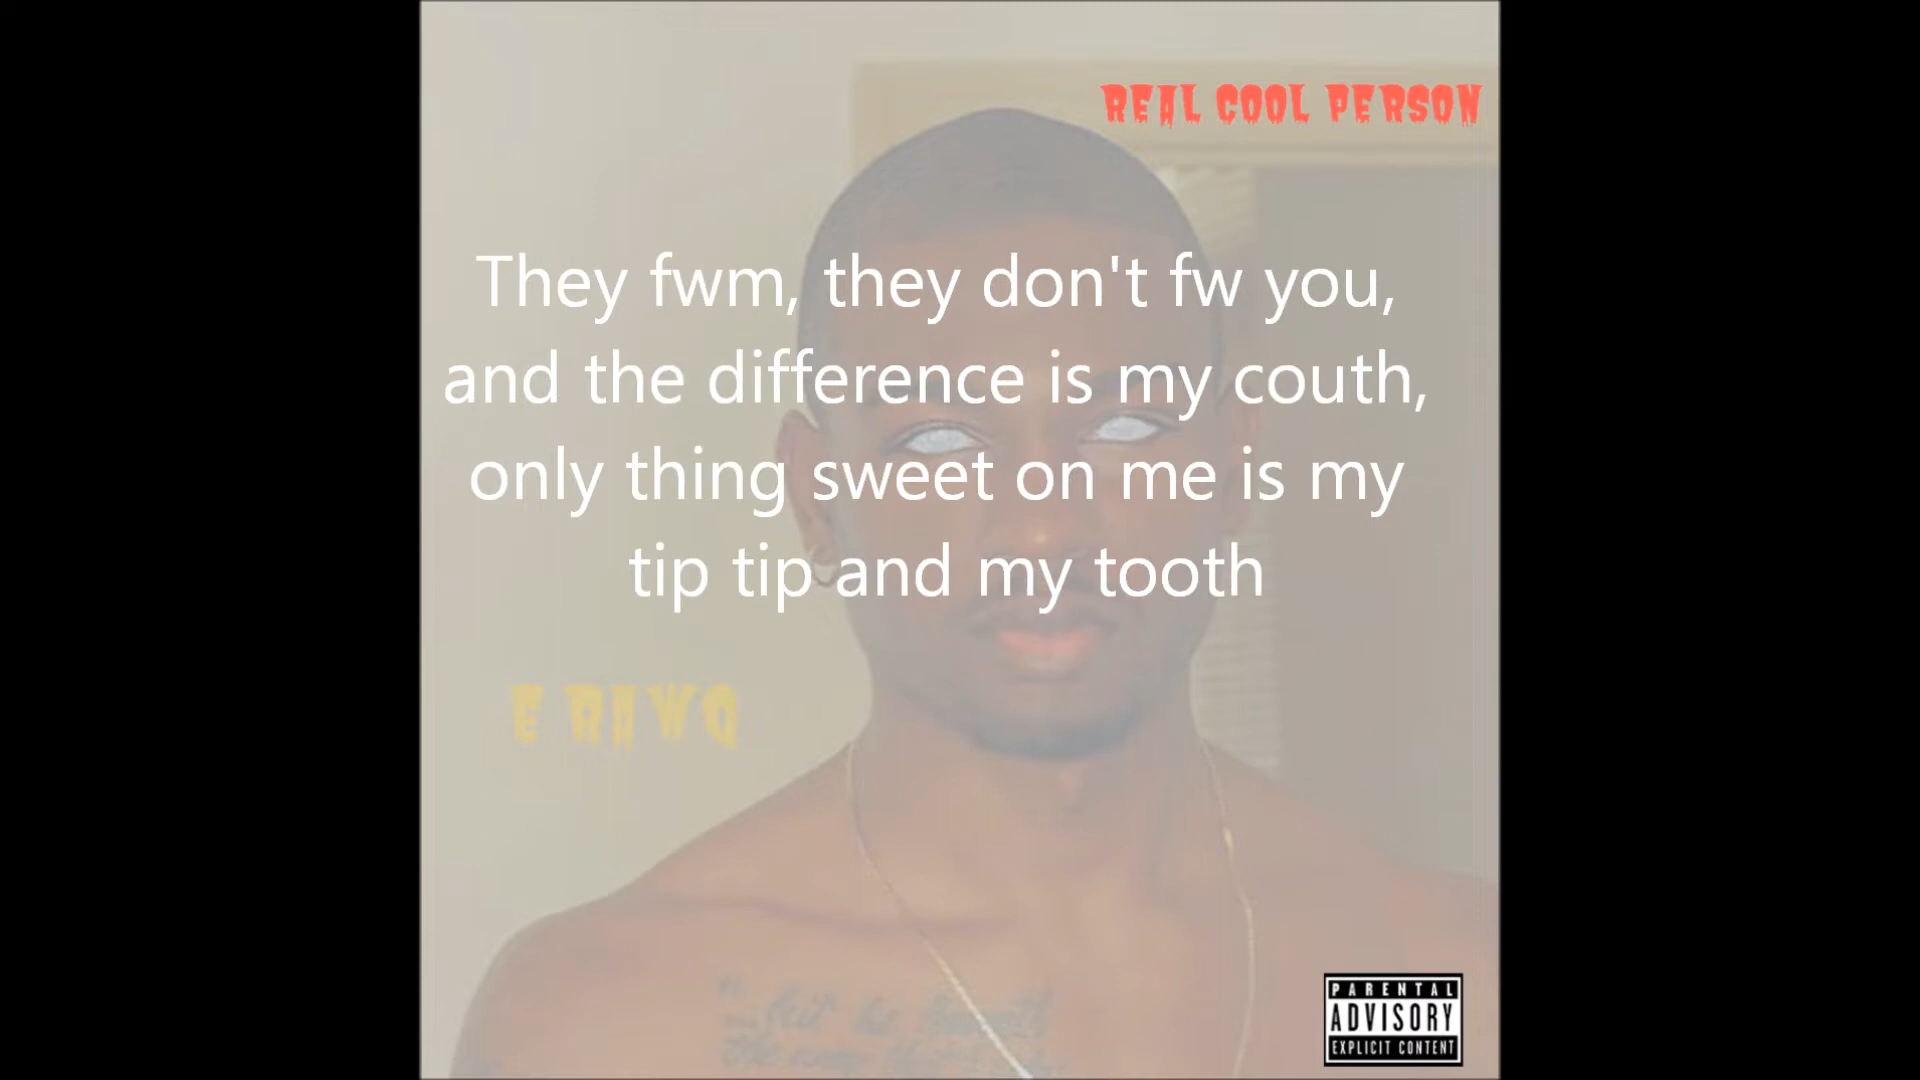 REAL COOL PERSON
They fwm, they don't fw you,
and the difference is my couth,
only thing sweet on me is my
tip tip and my tooth
E RAWQ
PARENTAL
ADVISORY
EXPLICIT CONTENT